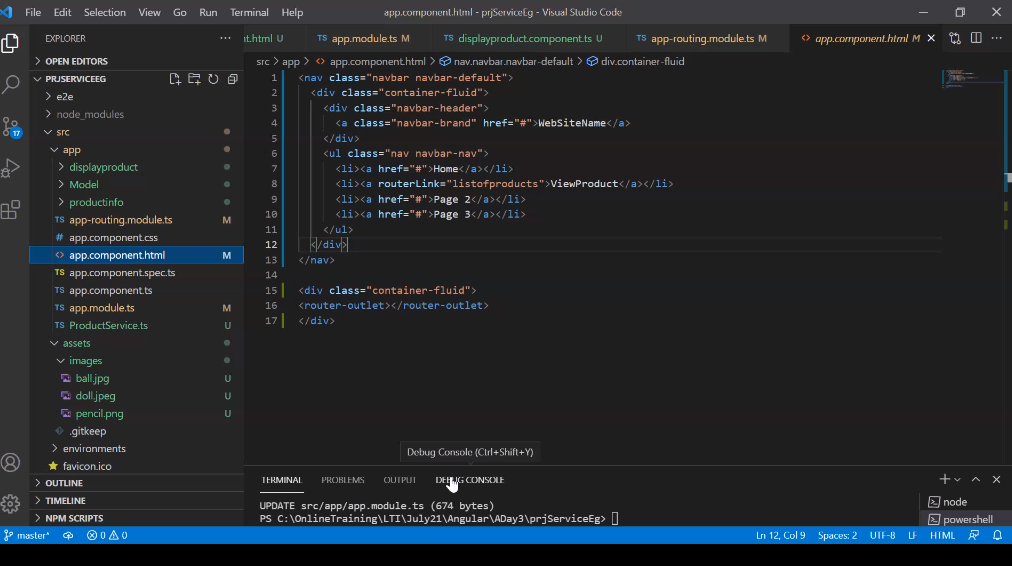 File Edit Selection View Go Run Terminal Help app.component.html - prjServiceEg - Visual Studio Code
EXPLORER ...
nt.html U TS app.module.ts M TS displayproduct.component.ts U TS app-routing.module.ts M <> app.component.html M
src > app > <> app.component.html > nav.navbar.navbar-default > div.container-fluid
OPEN EDITORS
PRJSERVICEEG
e2e
node_modules
src
app
displayproduct
Model
productinfo
TS app-routing.module.ts M
# app.component.css
<> app.component.html M
TS app.component.spec.ts
TS app.component.ts
TS app.module.ts M
TS ProductService.ts U
assets
images
ball.jpg U
doll.jpeg U
pencil.png U
.gitkeep
environments
favicon.ico
OUTLINE
TIMELINE
NPM SCRIPTS
17
1 <nav class="navbar navbar-default">
2 <div class="container-fluid">
3 <div class="navbar-header">
4 <a class="navbar-brand" href="#">WebSiteName</a>
5 </div>
6 <ul class="nav navbar-nav">
7 <li><a href="#">Home</a></li>
8 <li><a routerLink="listofproducts">ViewProduct</a></li>
9 <li><a href="#">Page 2</a></li>
10 <li><a href="#">Page 3</a></li>
11 </ul>
12 </div>
13 </nav>
14
15 <div class="container-fluid">
16 <router-outlet></router-outlet>
17 </div>
Debug Console (Ctrl+Shift+Y)
TERMINAL PROBLEMS OUTPUT DEBUG CONSOLE
UPDATE src/app/app.module.ts (674 bytes)
PS C:\OnlineTraining\LTI\July21\Angular\ADay3\prjServiceEg>
node
powershell
master* 0 0 Ln 12, Col 9 Spaces: 2 UTF-8 LF HTML